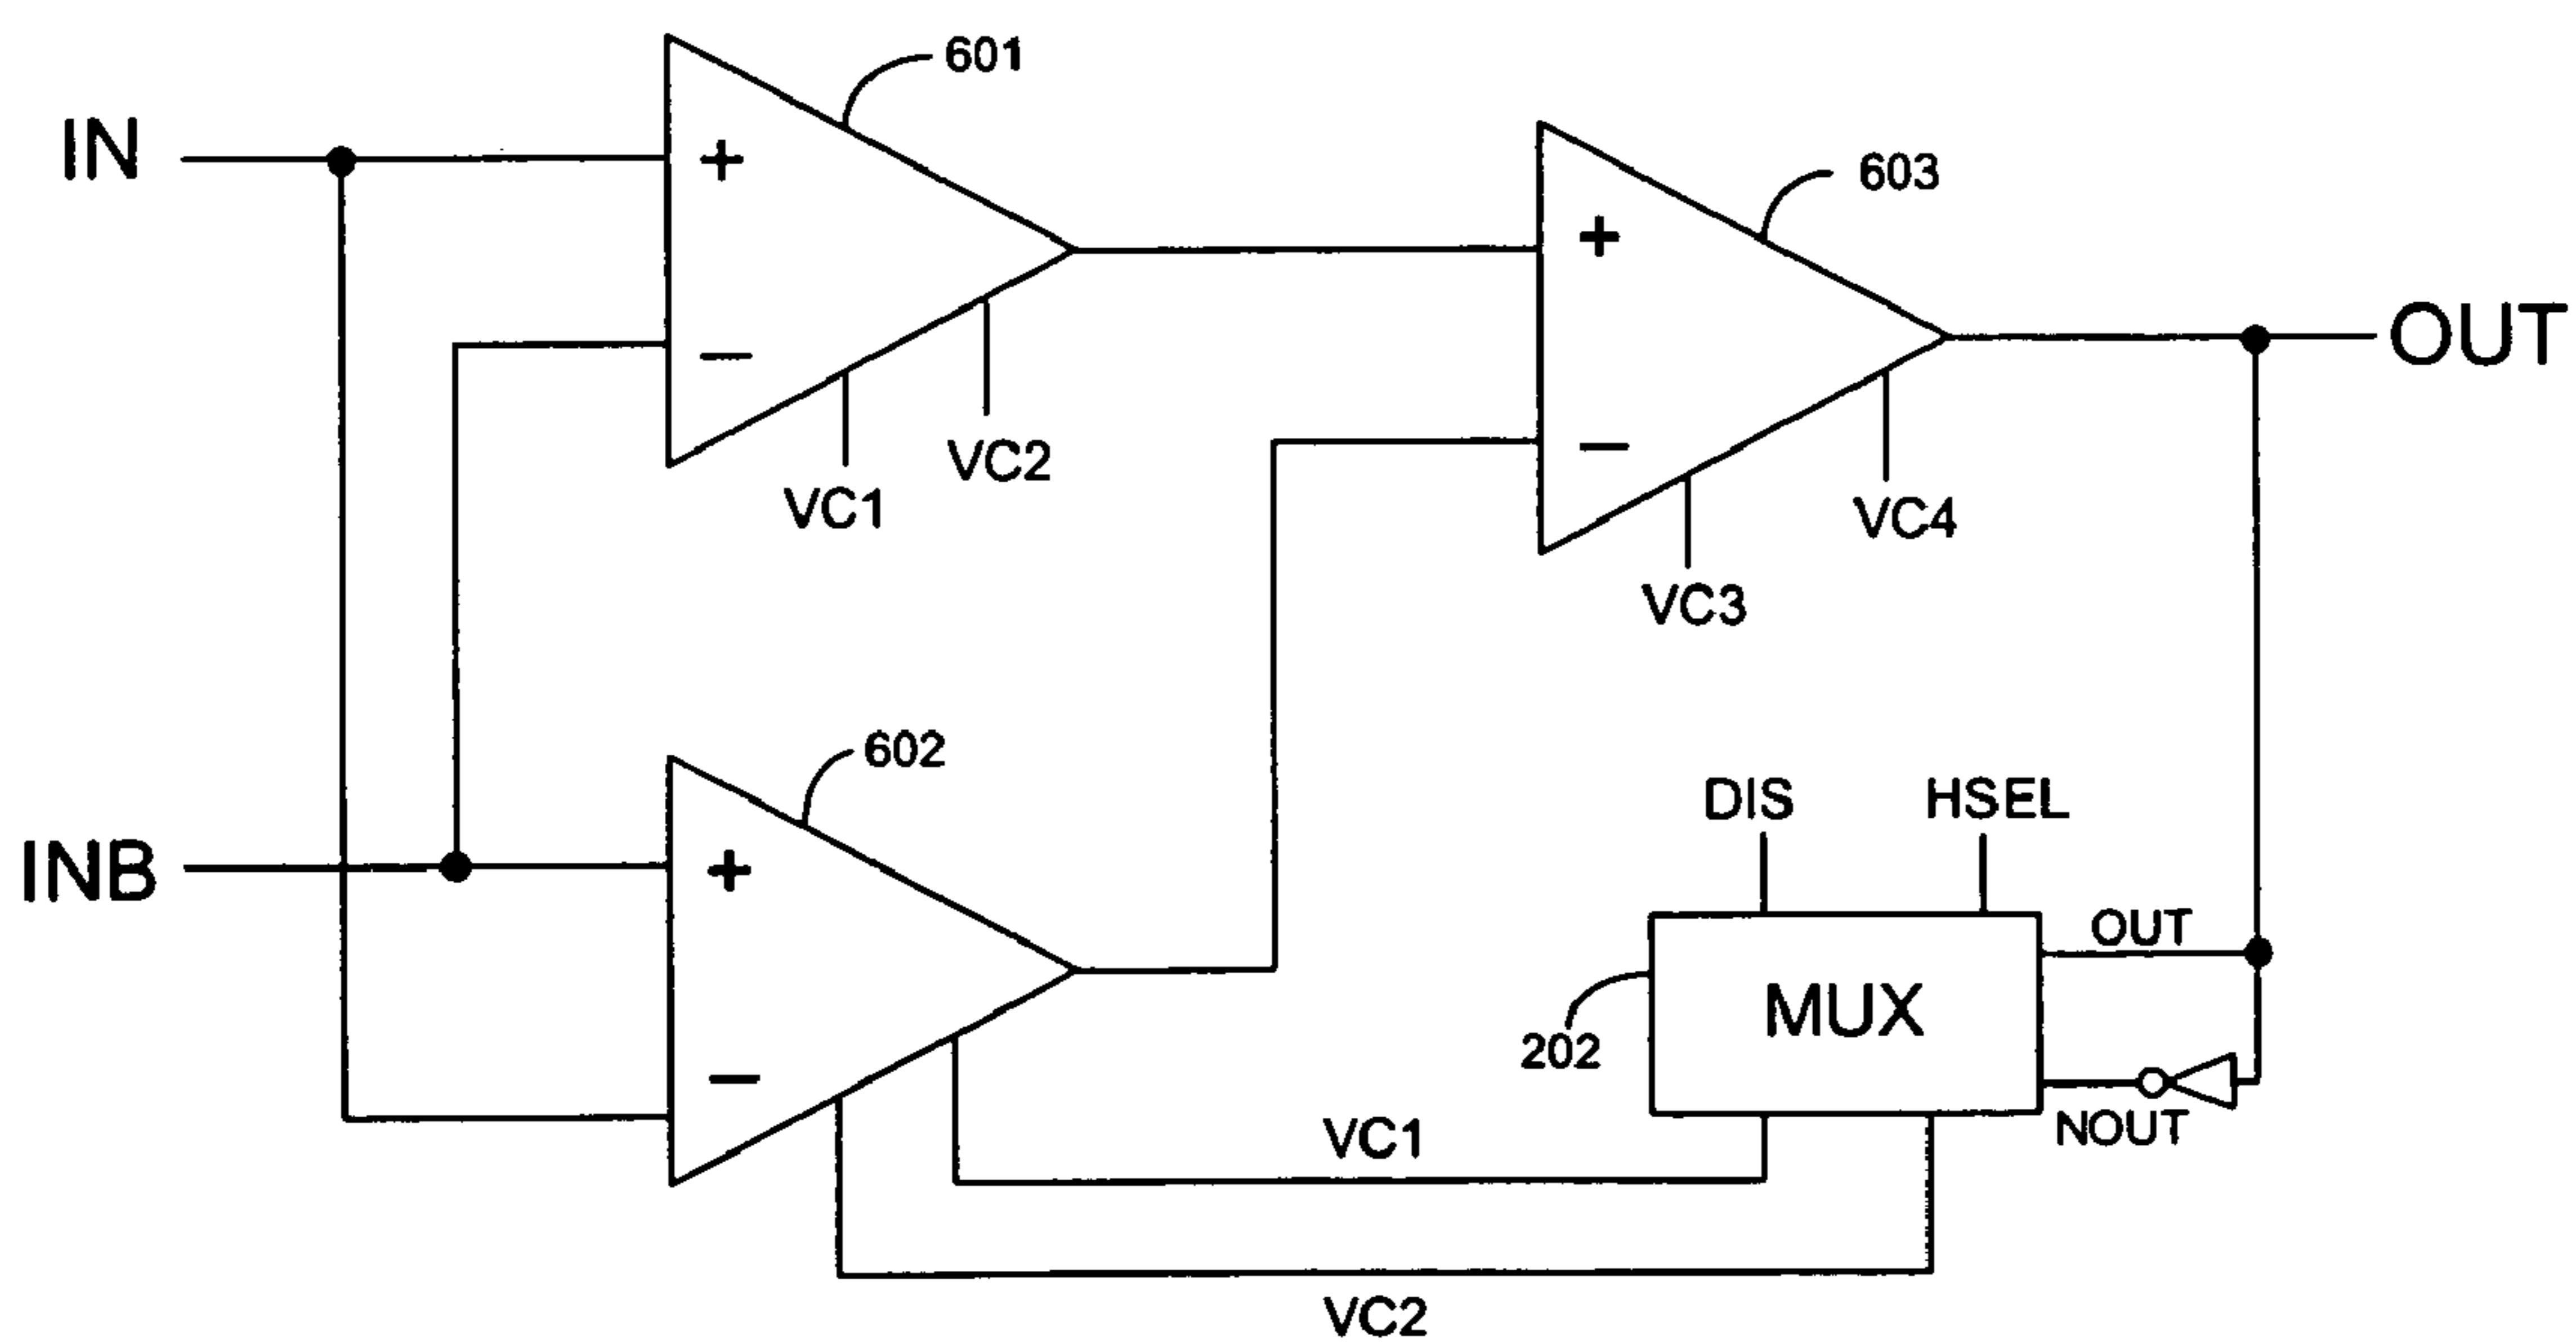 601
IN
+
603
+
OUT
—
VC2
—
VC1
VC4
VC3
602
DIS
HSEL
INB
+
OUT
MUX
202
—
NOUT
VC1
VC2